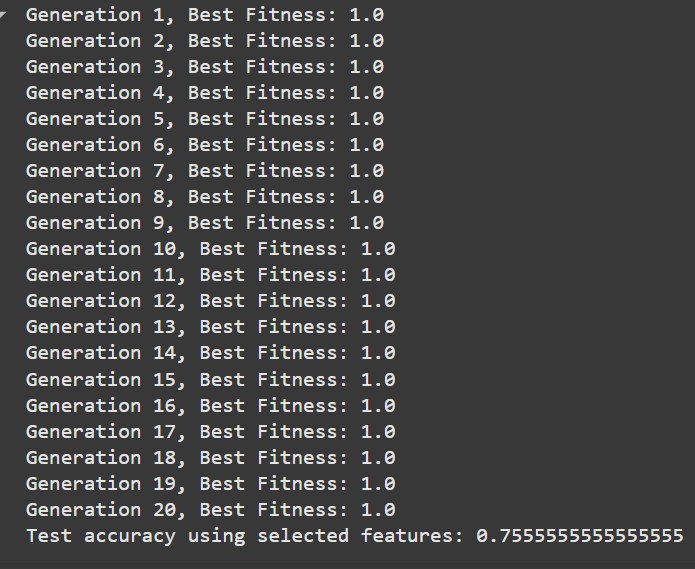 Generation 1, Best Fitness: 1.0
Generation 2, Best Fitness: 1.0
Generation 3, Best Fitness: 1.0
Generation 4, Best Fitness: 1.0
Generation 5, Best Fitness: 1.0
Generation 6, Best Fitness: 1.0
Generation 7, Best Fitness: 1.0
Generation 8, Best Fitness: 1.0
Generation 9, Best Fitness: 1.0
Generation 10, Best Fitness: 1.0
Generation 11, Best Fitness: 1.0
Generation 12, Best Fitness: 1.0
Generation 13, Best Fitness: 1.0
Generation 14, Best Fitness: 1.0
Generation 15, Best Fitness: 1.0
Generation 16, Best Fitness: 1.0
Generation 17, Best Fitness: 1.0
Generation 18, Best Fitness: 1.0
Generation 19, Best Fitness: 1.0
Generation 20, Best Fitness: 1.0
Test accuracy using selected features: 0.7555555555555555